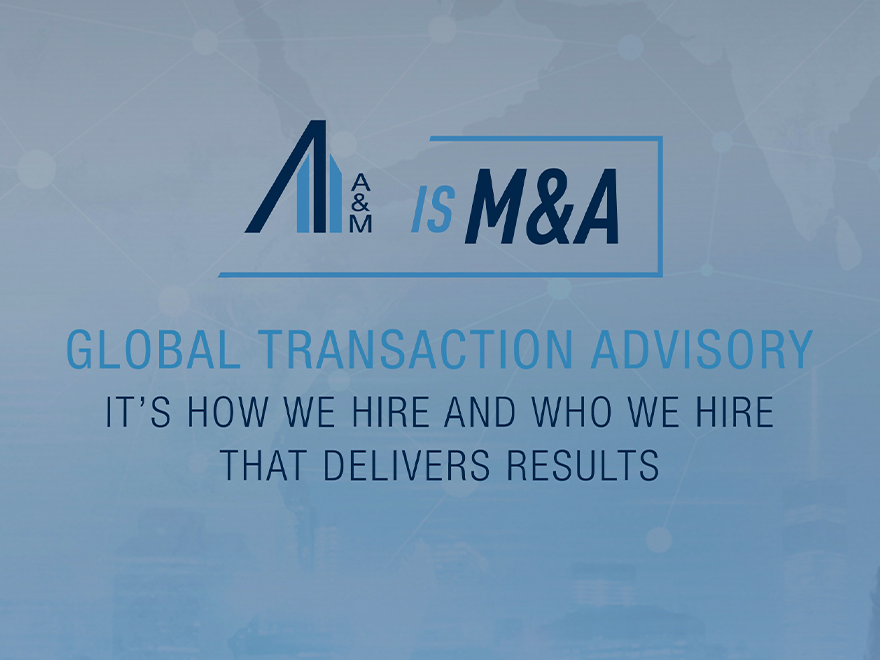 A
&
M
IS M&A
GLOBAL TRANSACTION ADVISORY
IT'S HOW WE HIRE AND WHO WE HIRE
THAT DELIVERS RESULTS